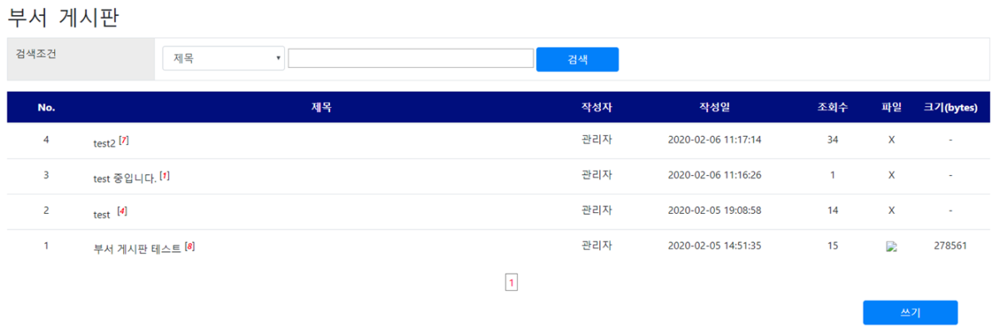 부서 게시판
검색조건 제목 검색
No. 제목 작성자 작성일 조회수 파일 크기(bytes)
4 test2 [7] 관리자 2020-02-06 11:17:14 34 X -
3 test 중입니다. [1] 관리자 2020-02-06 11:16:26 1 X -
2 test [4] 관리자 2020-02-05 19:08:58 14 X -
1 부서 게시판 테스트 [8] 관리자 2020-02-05 14:51:35 15 278561
1
쓰기